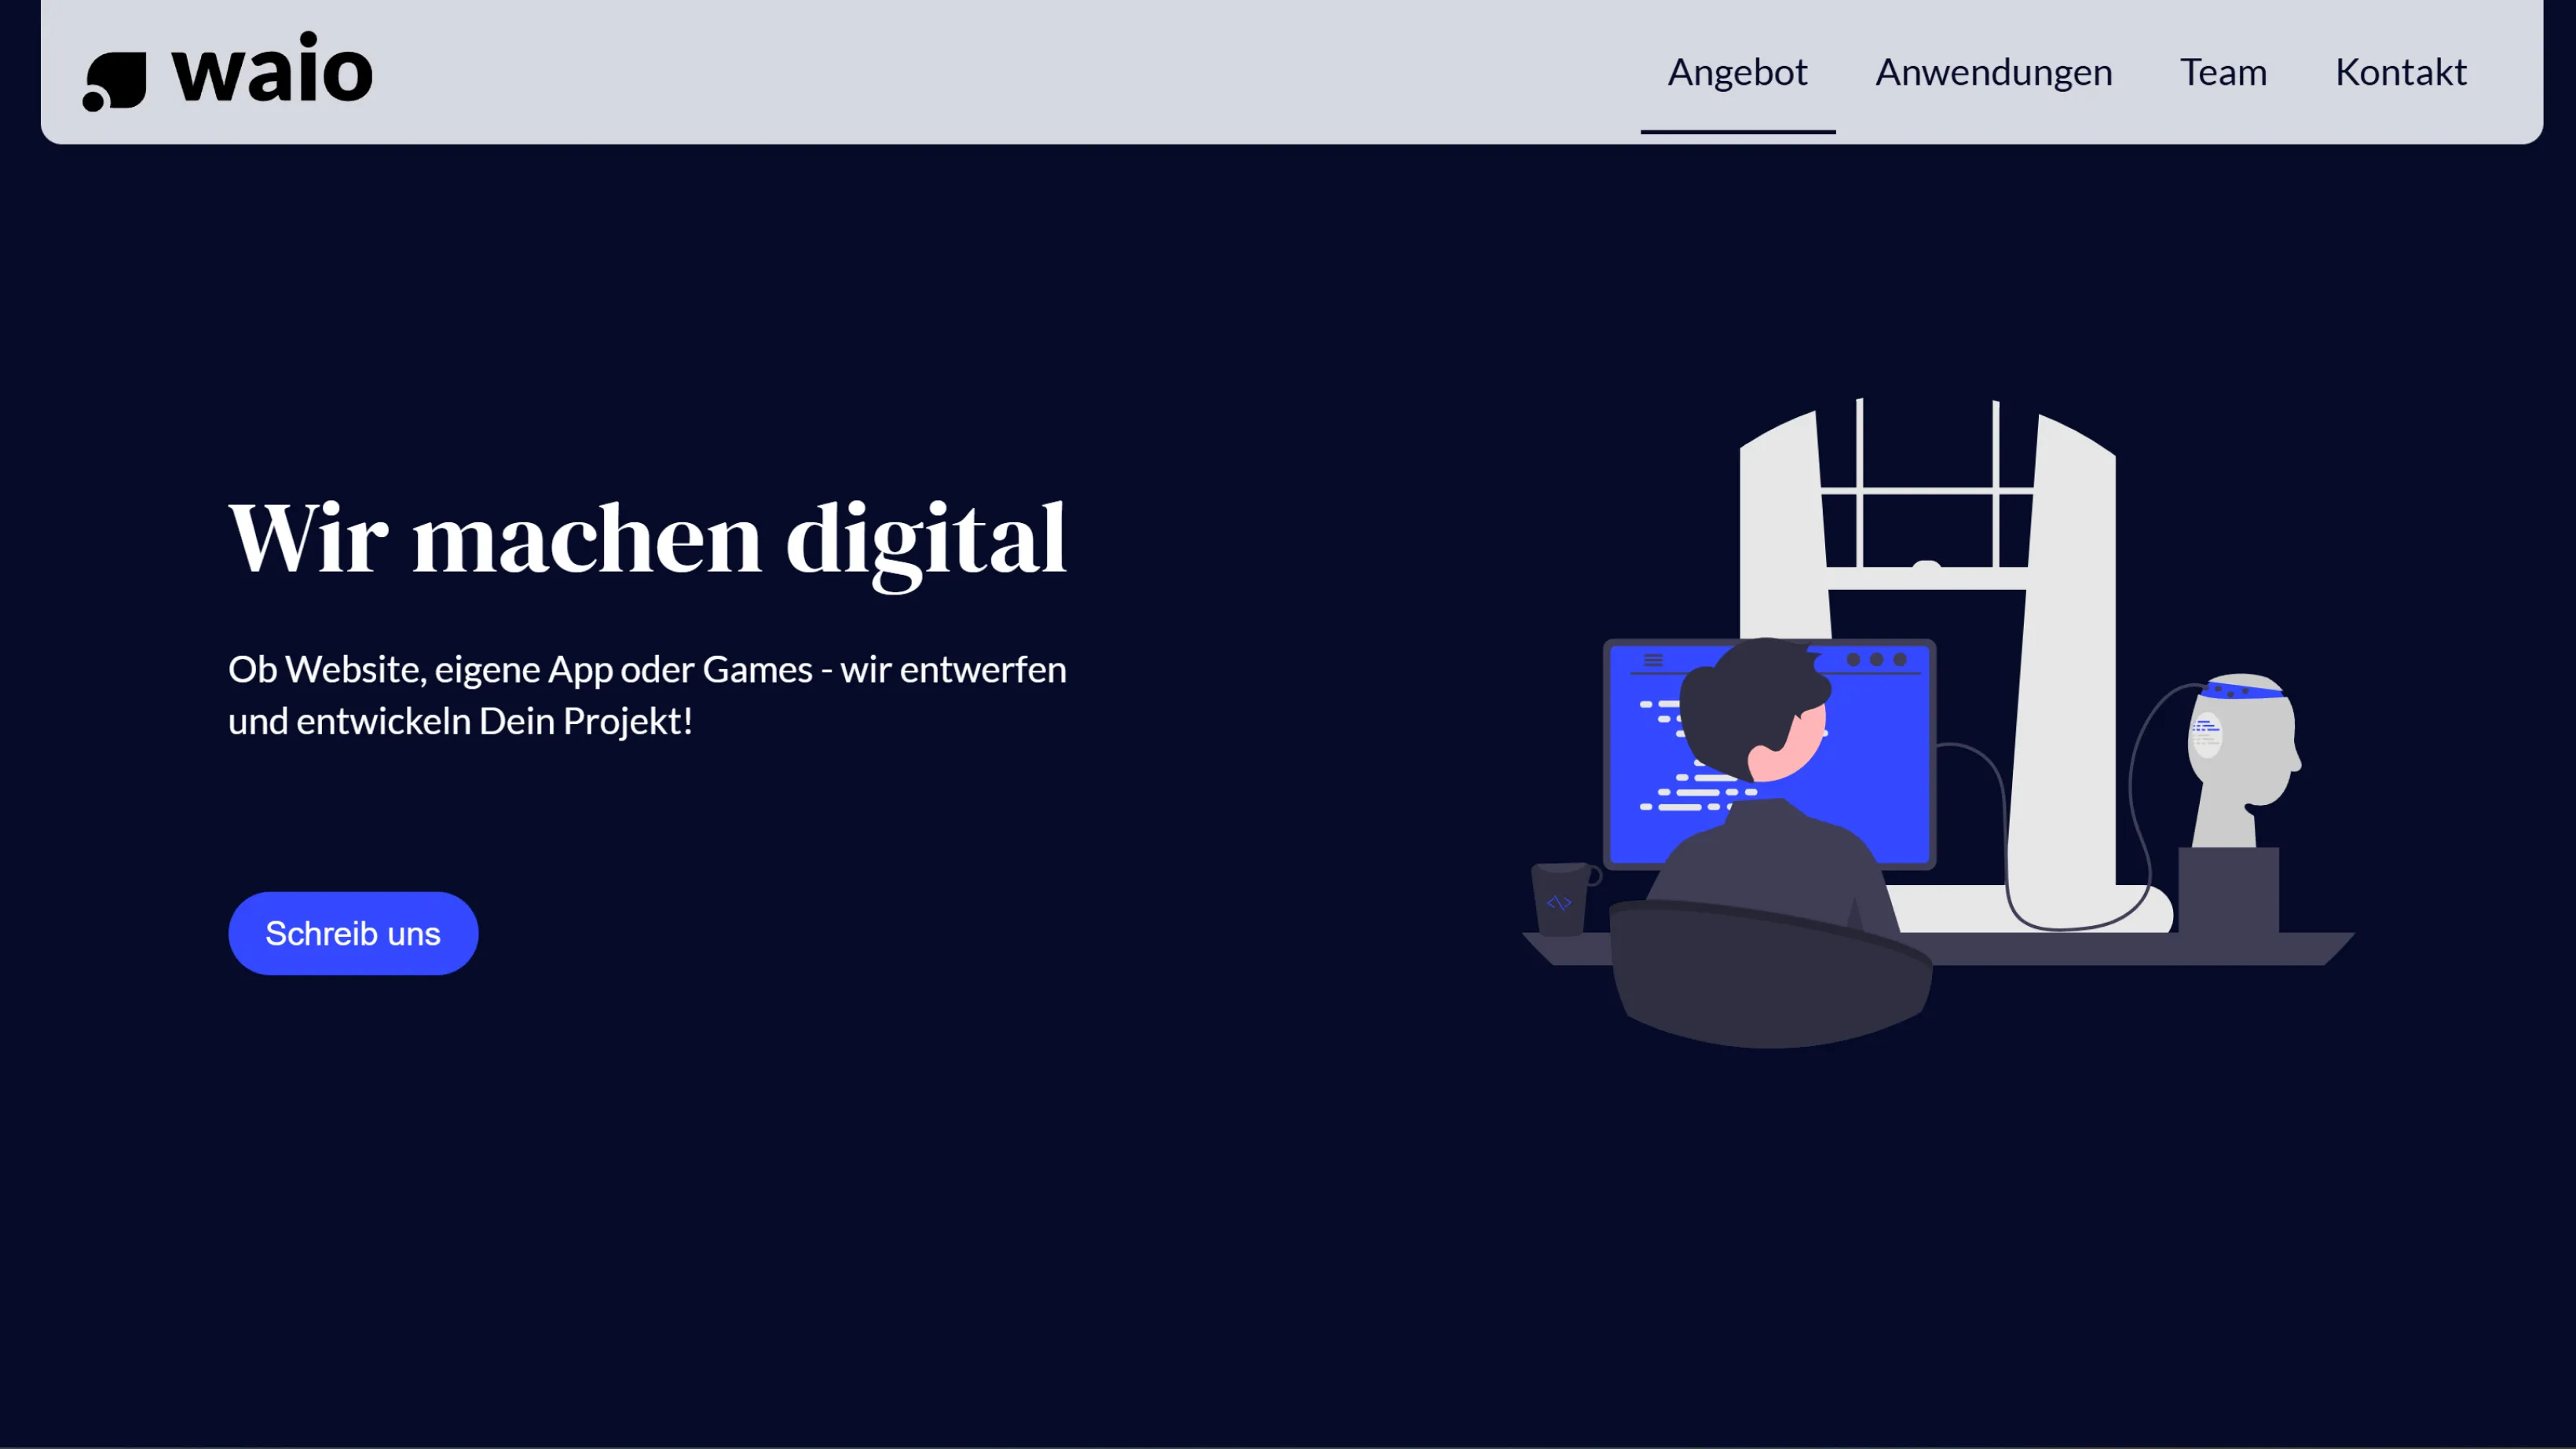 waio
Angebot Anwendungen Team Kontakt
Wir machen digital
Ob Website, eigene App oder Games - wir entwerfen
und entwickeln Dein Projekt!
Schreib uns